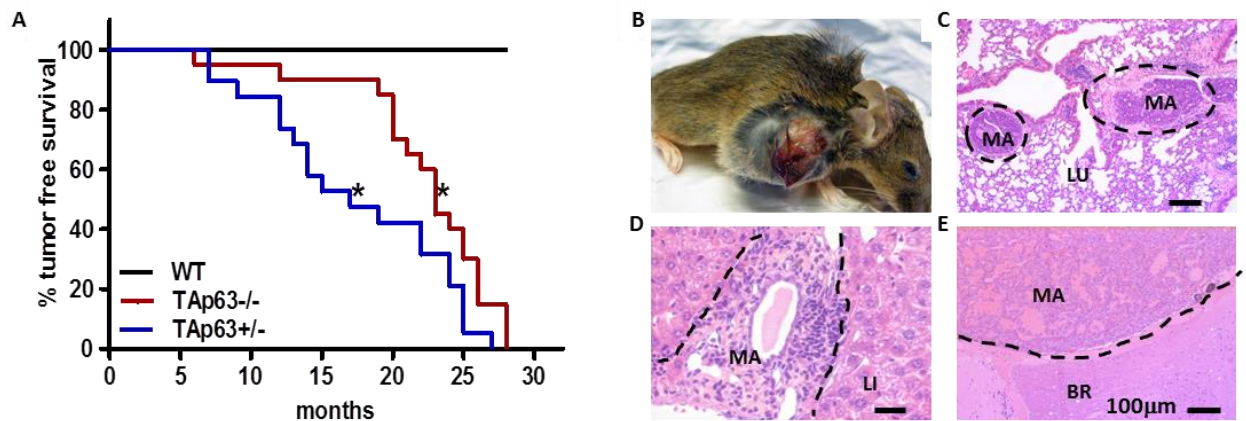 A
% tumor free survival
100
80
60
40
20
0
*
*
WT
TAp63-/-
TAp63+/-
0 5 10 15 20 25 30
months
B
C
MA
MA
LU
D
MA
LI
E
MA
BR
100μm